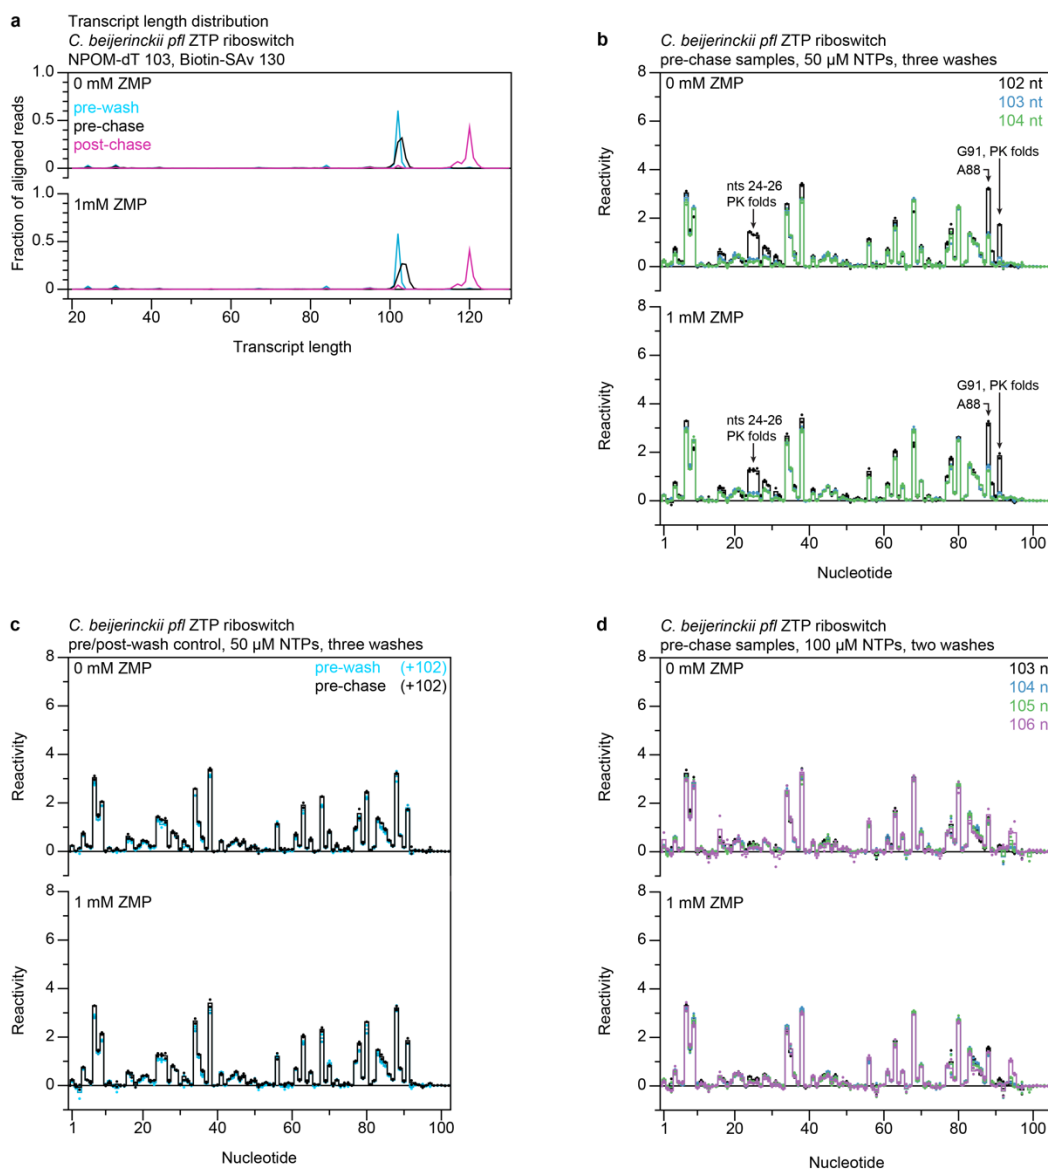 a
Transcript length distribution
C. beijerinckii pfl ZTP riboswitch
NPOM-dT 103, Biotin-SAv 130
1.0
0.5
0
0 mM ZMP
pre-wash
pre-chase
post-chase
1.0
0.5
0
1mM ZMP
Fraction of aligned reads
20 40 60 80 100 120
Transcript length
b
C. beijerinckii pfl ZTP riboswitch
pre-chase samples, 50 µM NTPs, three washes
8
6
4
2
0
0 mM ZMP
102 nt
103 nt
104 nt
G91, PK folds
A88
nts 24-26
PK folds
Reactivity
8
6
4
2
0
1 mM ZMP
G91, PK folds
A88
nts 24-26
PK folds
Reactivity
1 20 40 60 80 100
Nucleotide
c
C. beijerinckii pfl ZTP riboswitch
pre/post-wash control, 50 µM NTPs, three washes
8
6
4
2
0
0 mM ZMP
pre-wash (+102)
pre-chase (+102)
Reactivity
8
6
4
2
0
1 mM ZMP
Reactivity
1 20 40 60 80 100
Nucleotide
d
C. beijerinckii pfl ZTP riboswitch
pre-chase samples, 100 µM NTPs, two washes
8
6
4
2
0
0 mM ZMP
103 n
104 n
105 n
106 n
Reactivity
8
6
4
2
0
1 mM ZMP
Reactivity
1 20 40 60 80 100
Nucleotide